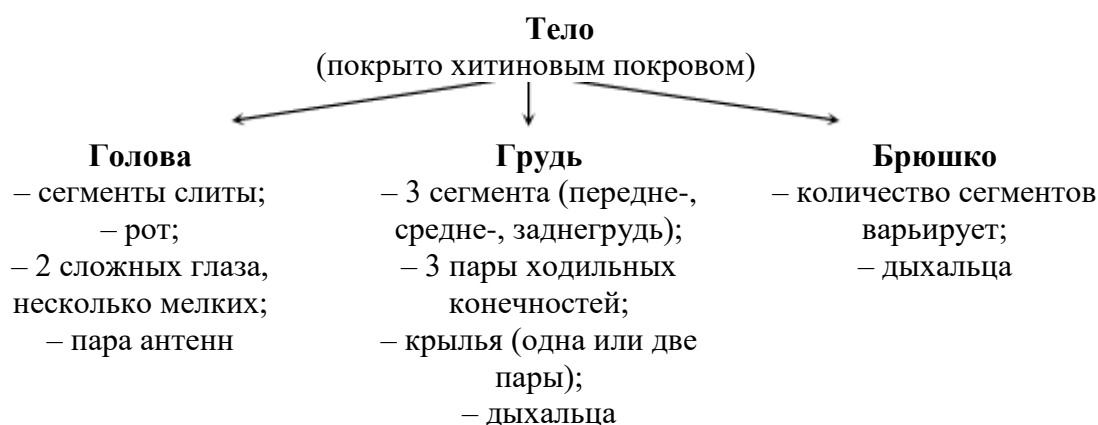 Тело
(покрыто хитиновым покровом)
Голова
– сегменты слиты;
– рот;
– 2 сложных глаза,
несколько мелких;
– пара антенн
Грудь
– 3 сегмента (передне-,
средне-, заднегрудь);
– 3 пары ходильных
конечностей;
– крылья (одна или две
пары);
– дыхальца
Брюшко
– количество сегментов
варьирует;
– дыхальца